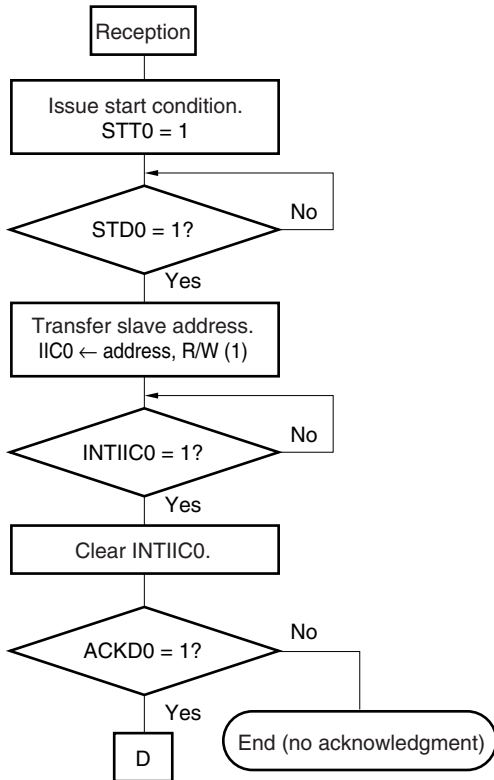 Reception
Issue start condition.
STT0 = 1
No
STD0 = 1?
Yes
Transfer slave address.
IIC0 ← address, R/W (1)
No
INTIIC0 = 1?
Yes
Clear INTIIC0.
No
ACKD0 = 1?
Yes
End (no acknowledgment)
D